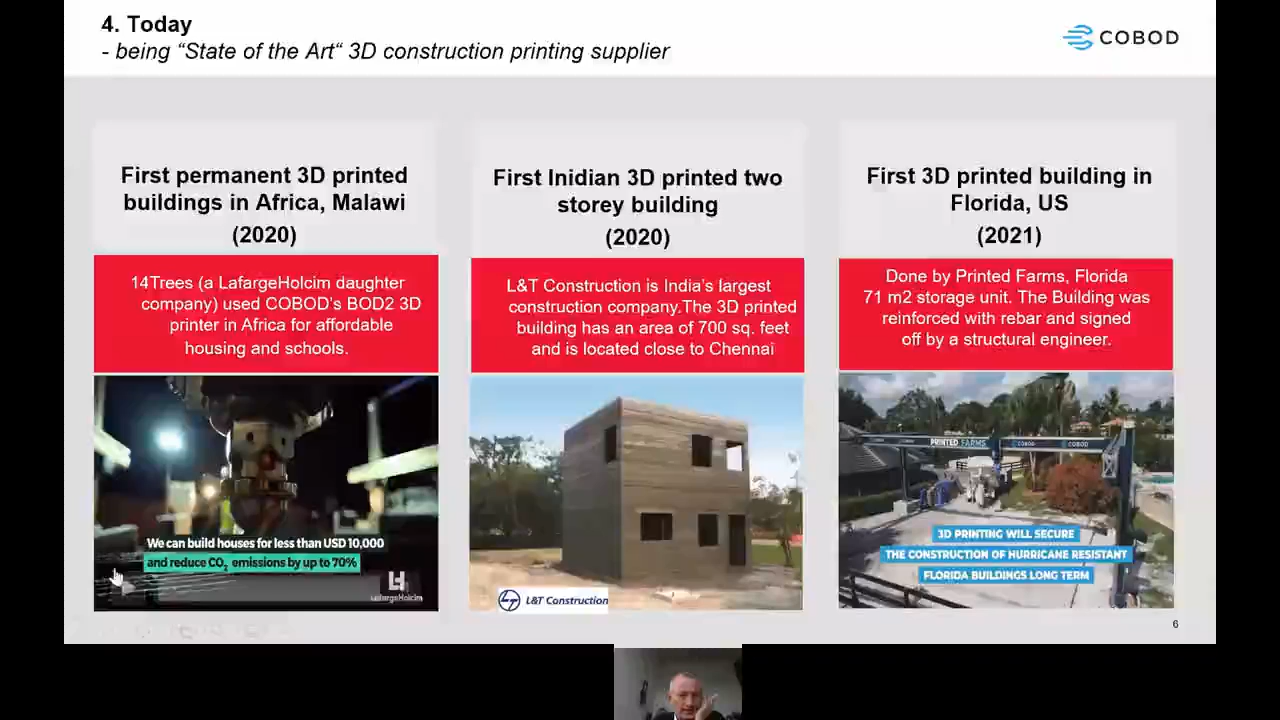 4. Today
- being “State of the Art“ 3D construction printing supplier
COBOD
First permanent 3D printed
buildings in Africa, Malawi
(2020)
14Trees (a LafargeHolcim daughter
company) used COBOD's BOD2 3D
printer in Africa for affordable
housing and schools.
We can build houses for less than USD 10,000
and reduce CO2 emissions by up to 70%
LafargeHolcim
First Inidian 3D printed two
storey building
(2020)
L&T Construction is India's largest
construction company.The 3D printed
building has an area of 700 sq. feet
and is located close to Chennai
L&T Construction
First 3D printed building in
Florida, US
(2021)
Done by Printed Farms, Florida
71 m2 storage unit. The Building was
reinforced with rebar and signed
off by a structural engineer.
PRINTED FARMS COBOD COBOD
3D PRINTING WILL SECURE
THE CONSTRUCTION OF HURRICANE RESISTANT
FLORIDA BUILDINGS LONG TERM
6